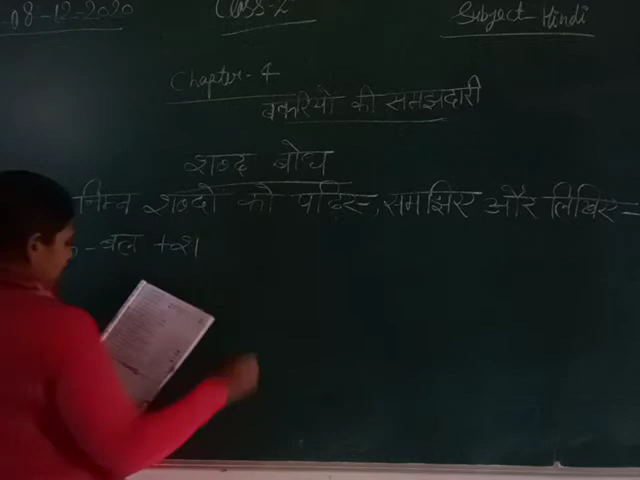 08-12-2020 Class-2 Subject-Hindi
Chapter-4
बकरियों की समझदारी
शब्द बोध
निम्न शब्दों को पढ़िए, समझिए और लिखिए-
-बल +शा